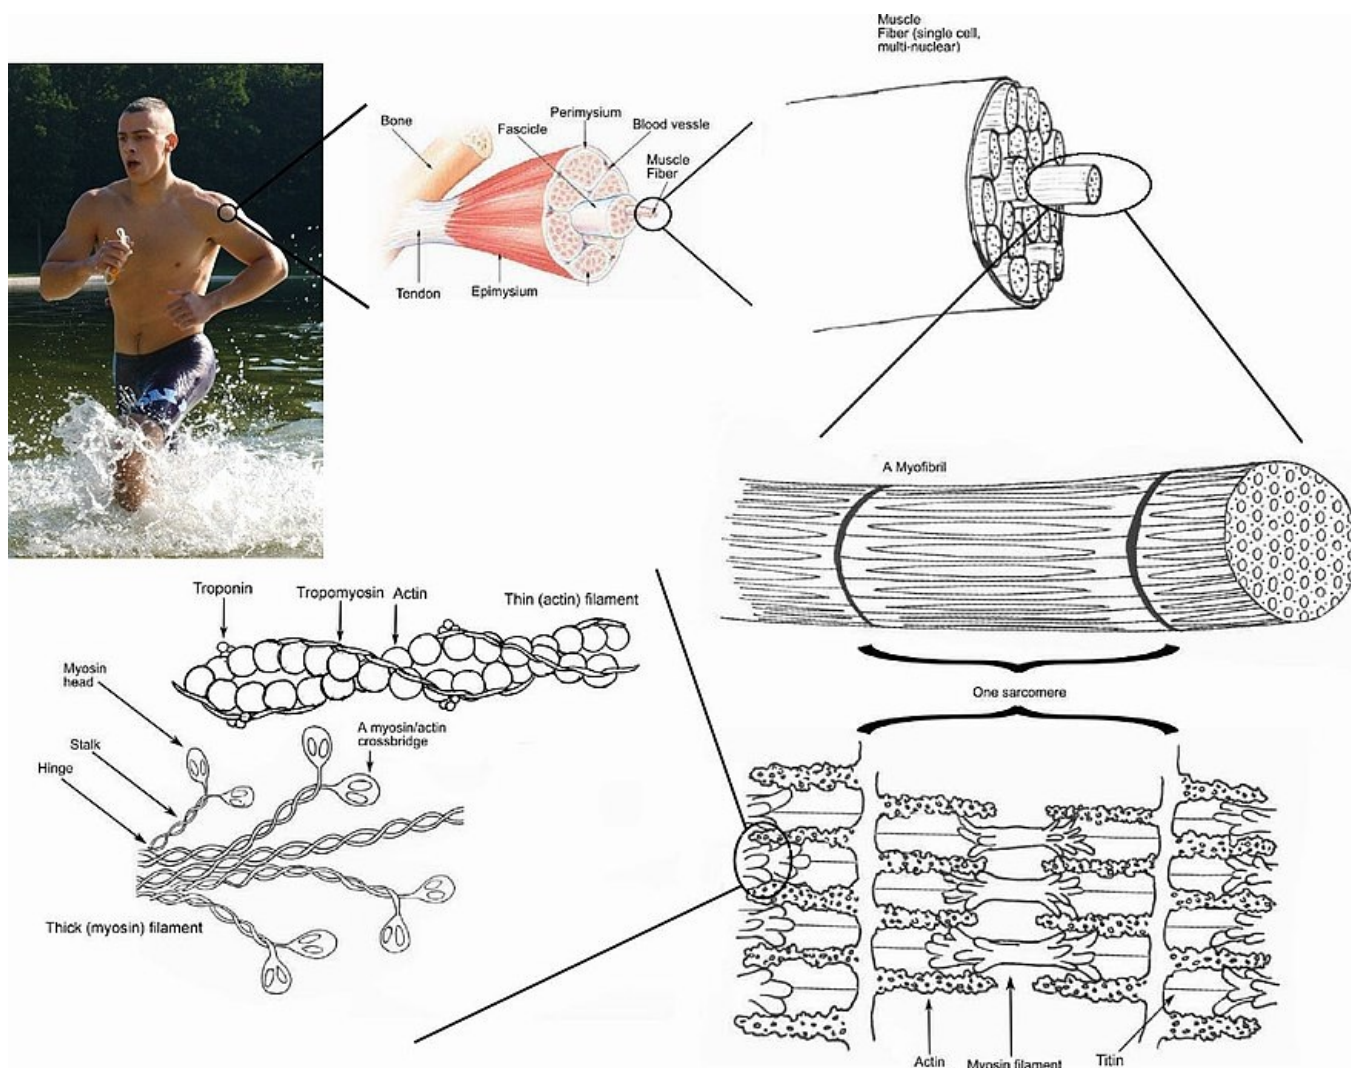 Muscle
Fiber (single cell,
multi-nuclear)
Bone
Fascicle
Perimysium
Blood vessle
Muscle
Fiber
Tendon
Epimysium
A Myofibril
One sarcomere
Troponin
Tropomyosin
Actin
Thin (actin) filament
Myosin
head
Stalk
Hinge
A myosin/actin
crossbridge
Thick (myosin) filament
Actin
Myosin filament
Titin